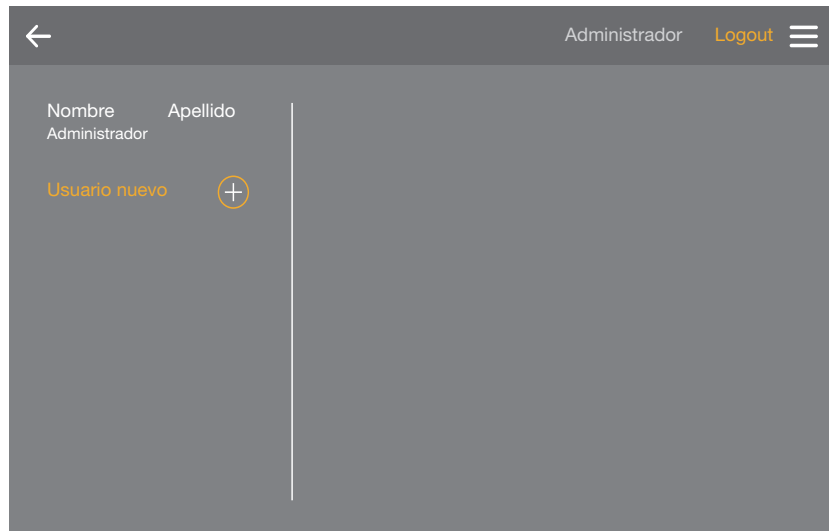 Administrador Logout
Nombre Apellido
Administrador
Usuario nuevo